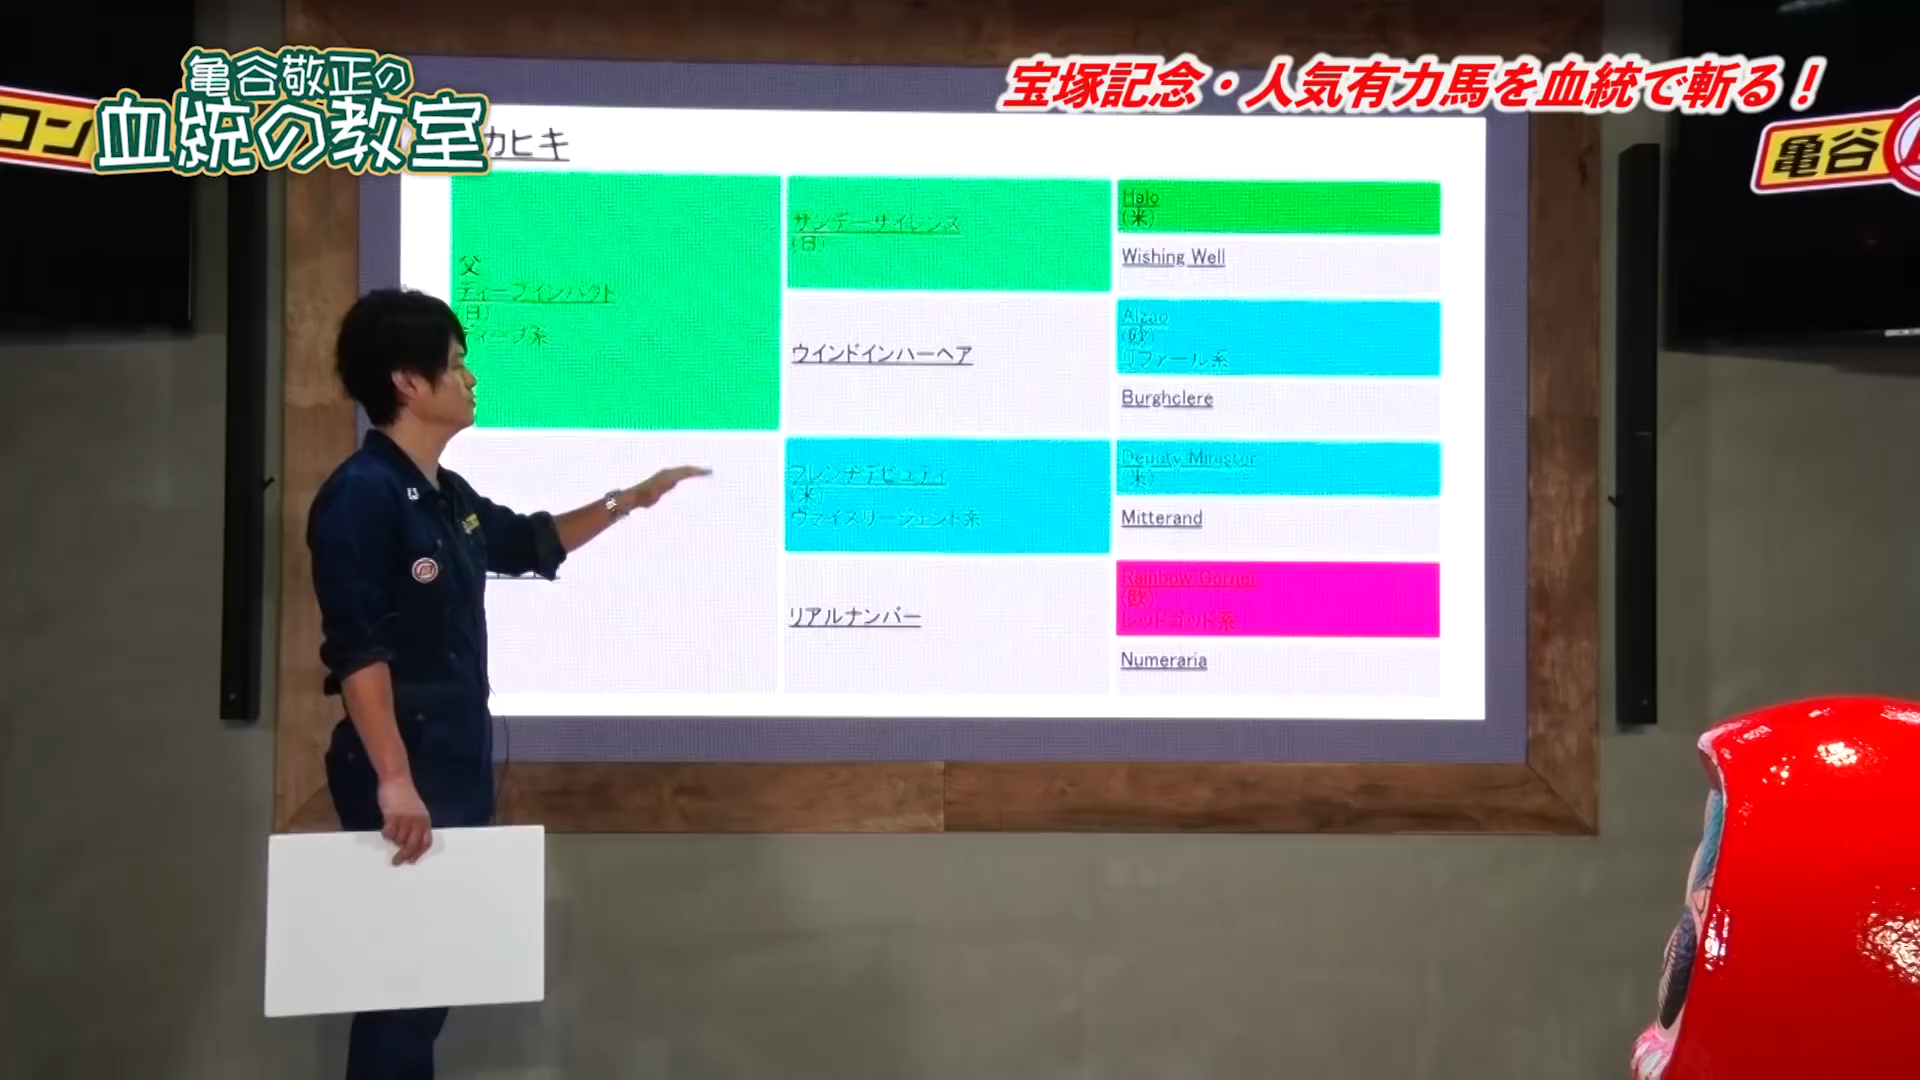 亀谷敬正の
血統の教室
宝塚記念・人気有力馬を血統で斬る！
コン
亀谷
カヒキ
父
ディープインパクト
(日)
ディープ系
サンデーサイレンス
(日)
ウインドインハーヘア
フレンチデピュティ
(米)
ヴァイスリージェント系
リアルナンバー
Halo
(米)
Wishing Well
Alzao
(欧)
リファール系
Burghclere
Deputy Minister
(米)
Mitterand
Rainbow Corner
(欧)
レッドゴッド系
Numeraria